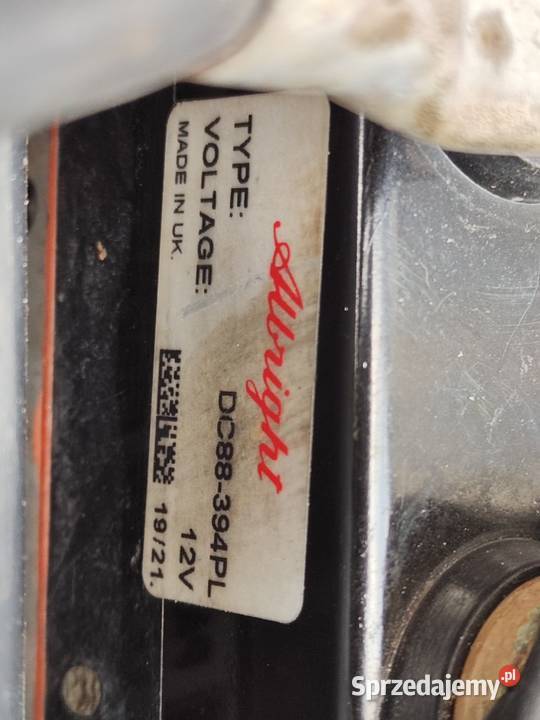 Albright
TYPE: DC88-394PL
VOLTAGE: 12V
MADE IN UK. 19/21.
Sprzedajemy.pl